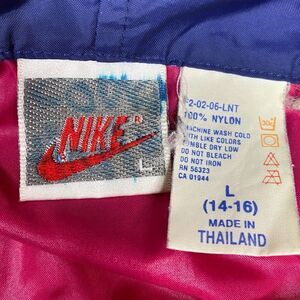 NIKE
L
2-02-06-LNT
100% NYLON
MACHINE WASH COLD
WITH LIKE COLORS
TUMBLE DRY LOW
DO NOT BLEACH
DO NOT IRON
RN 56323
CA 01944
L
(14-16)
MADE IN
THAILAND